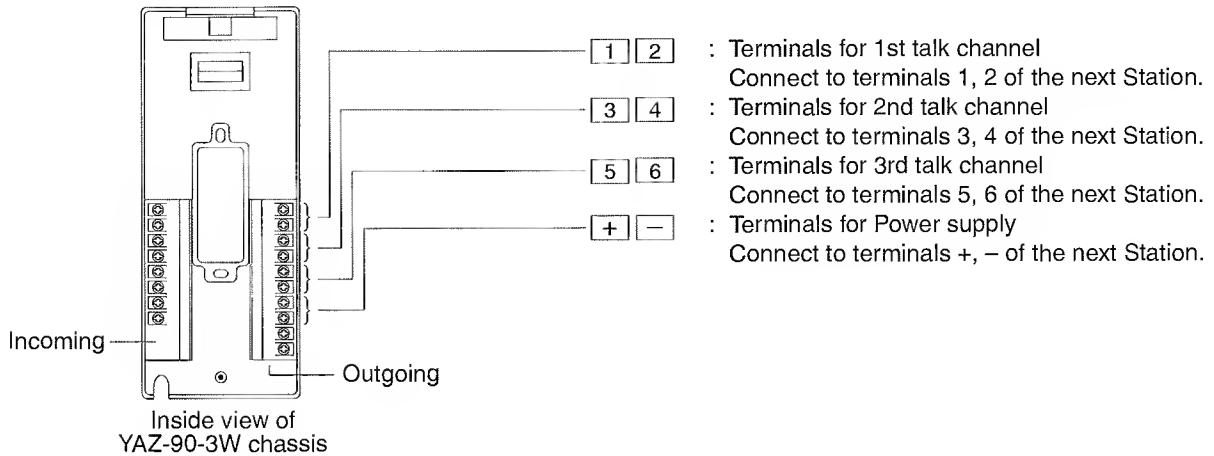 1 2 : Terminals for 1st talk channel
Connect to terminals 1, 2 of the next Station.
3 4 : Terminals for 2nd talk channel
Connect to terminals 3, 4 of the next Station.
5 6 : Terminals for 3rd talk channel
Connect to terminals 5, 6 of the next Station.
+ − : Terminals for Power supply
Connect to terminals +, − of the next Station.
Incoming
Outgoing
Inside view of
YAZ-90-3W chassis